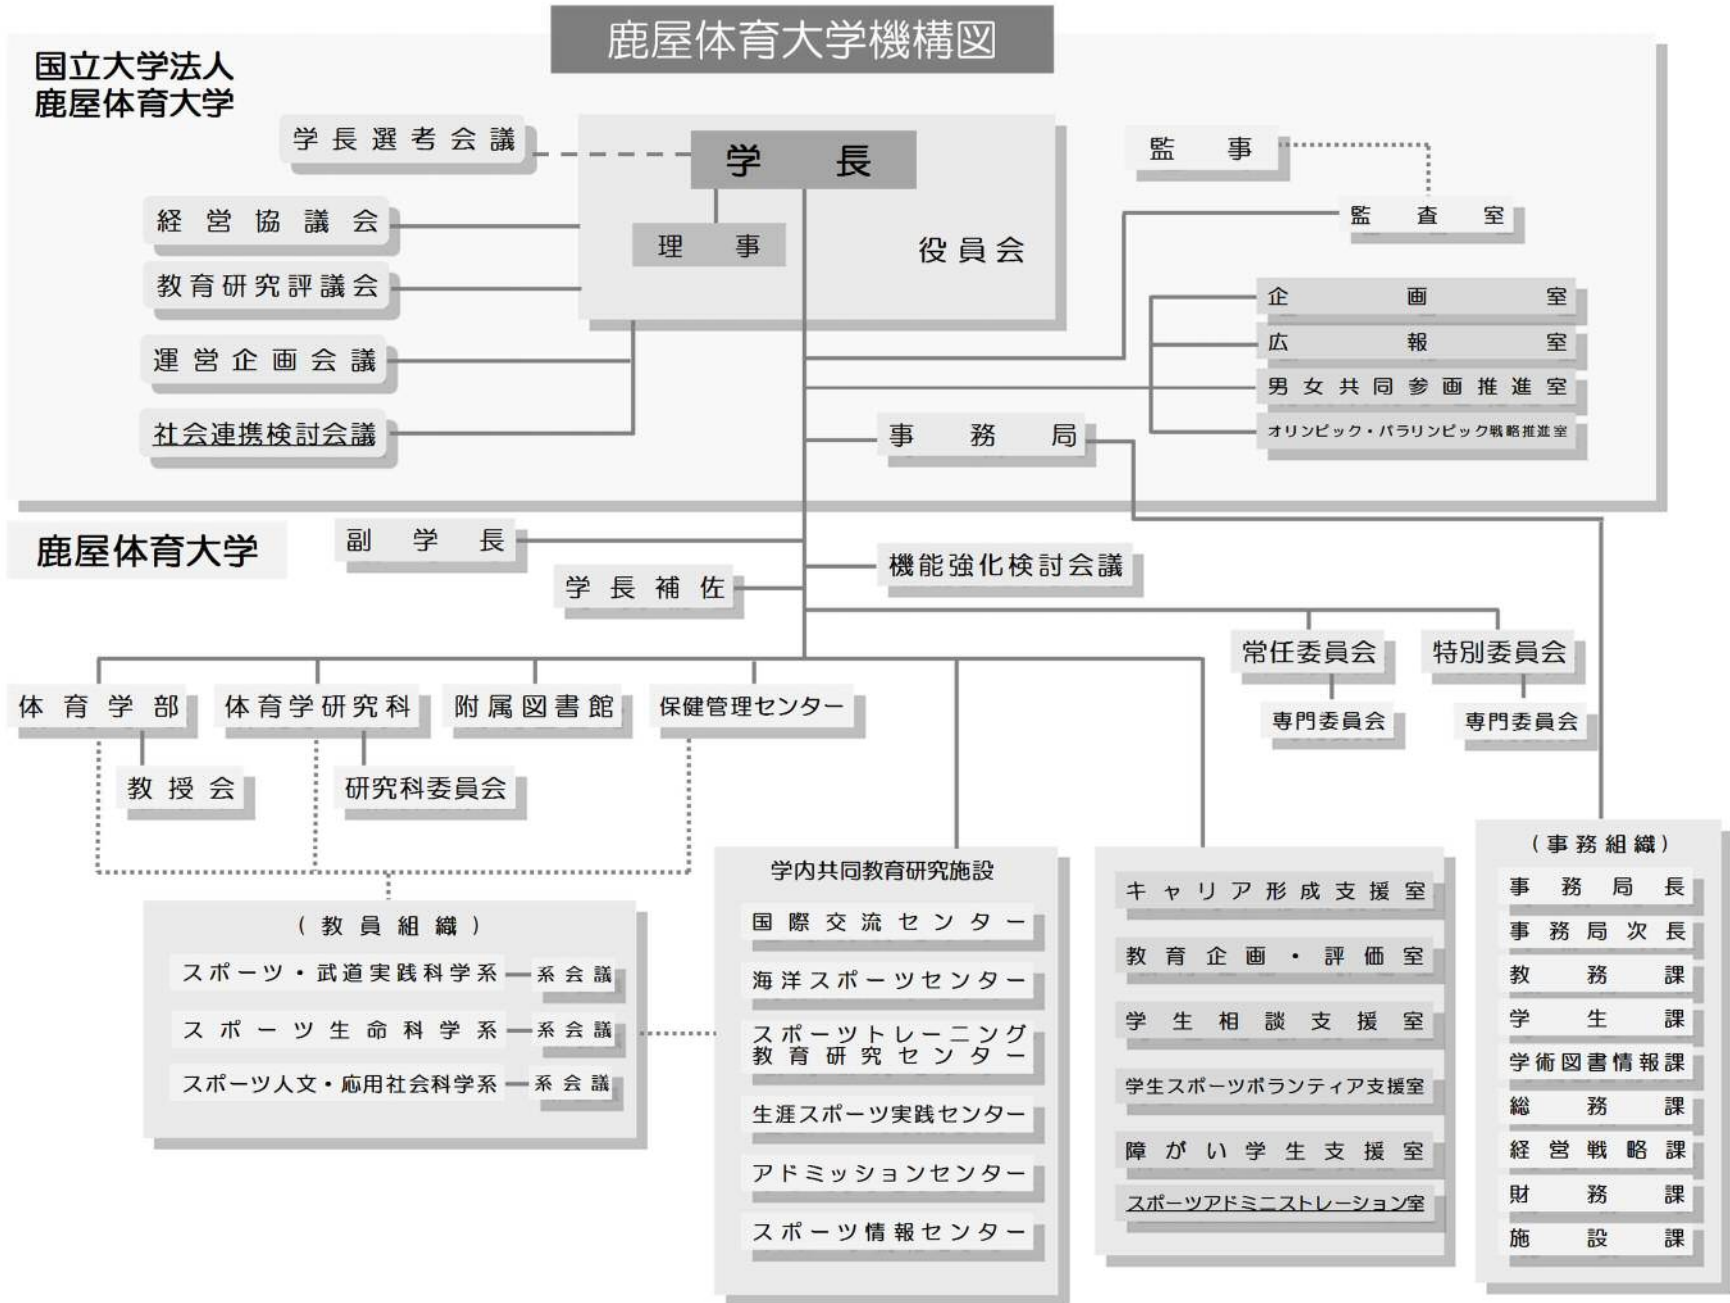 鹿屋体育大学機構図
国立大学法人
鹿屋体育大学
学長選考会議
学長
監事
経営協議会
理事
役員会
監査室
教育研究評議会
企画室
運営企画会議
広報室
男女共同参画推進室
社会連携検討会議
事務局
オリンピック・パラリンピック戦略推進室
鹿屋体育大学
副学長
機能強化検討会議
学長補佐
常任委員会
特別委員会
専門委員会
専門委員会
体育学部
体育学研究科
附属図書館
保健管理センター
教授会
研究科委員会
(教員組織)
スポーツ・武道実践科学系
系会議
スポーツ生命科学系
系会議
スポーツ人文・応用社会科学系
系会議
学内共同教育研究施設
国際交流センター
海洋スポーツセンター
スポーツトレーニング
教育研究センター
生涯スポーツ実践センター
アドミッションセンター
スポーツ情報センター
キャリア形成支援室
教育企画・評価室
学生相談支援室
学生スポーツボランティア支援室
障がい学生支援室
スポーツアドミニストレーション室
(事務組織)
事務局長
事務局次長
教務課
学生課
学術図書情報課
総務課
経営戦略課
財務課
施設課